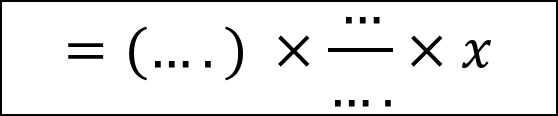 = (… . ) × …/… . × x